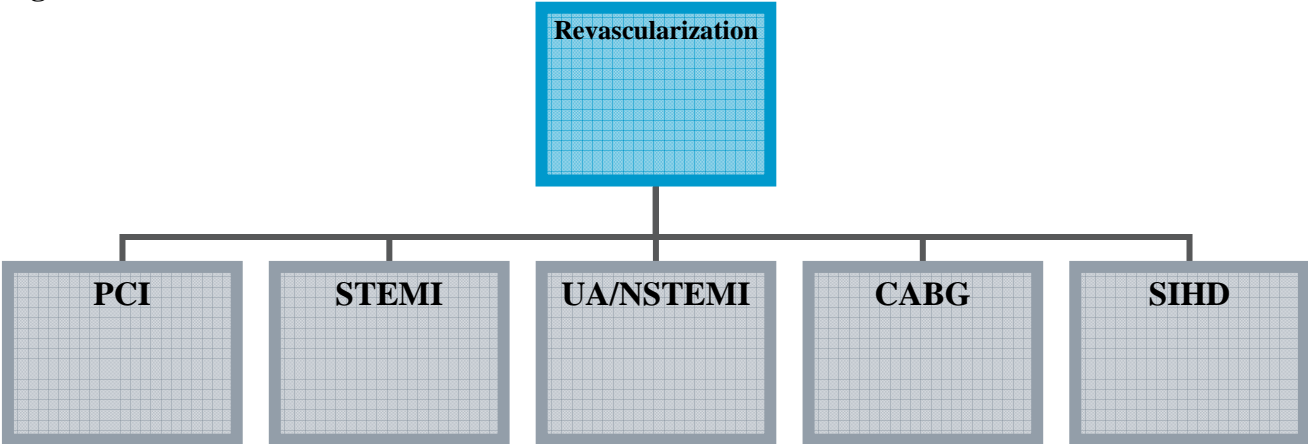 Revascularization
PCI
STEMI
UA/NSTEMI
CABG
SIHD